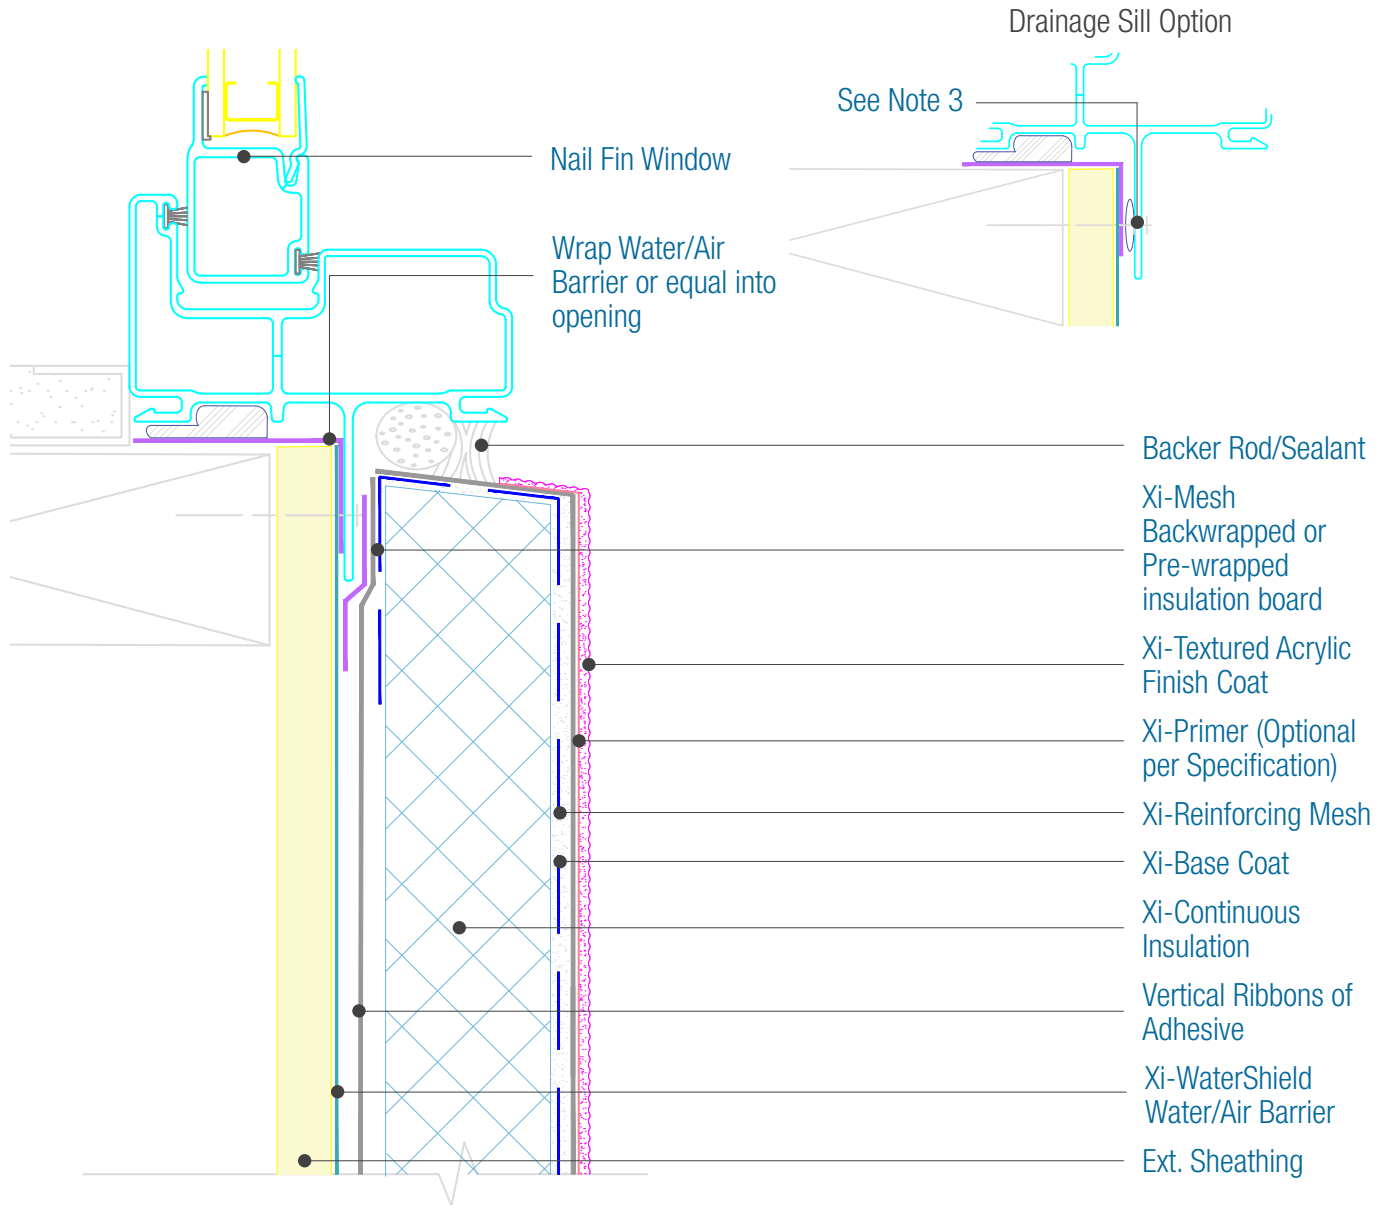 Drainage Sill Option
See Note 3
Nail Fin Window
Wrap Water/Air
Barrier or equal into
opening
Backer Rod/Sealant
Xi-Mesh
Backwrapped or
Pre-wrapped
insulation board
Xi-Textured Acrylic
Finish Coat
Xi-Primer (Optional
per Specification)
Xi-Reinforcing Mesh
Xi-Base Coat
Xi-Continuous
Insulation
Vertical Ribbons of
Adhesive
Xi-WaterShield
Water/Air Barrier
Ext. Sheathing